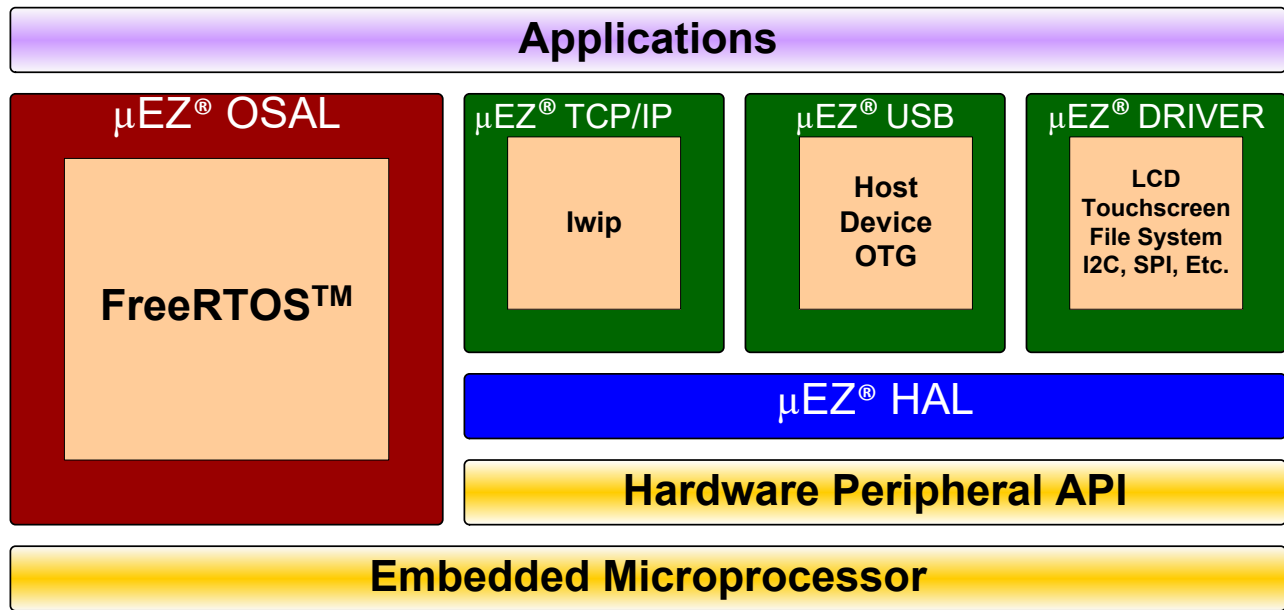 Applications
μEZ® OSAL
FreeRTOS™
μEZ® TCP/IP
lwip
μEZ® USB
Host
Device
OTG
μEZ® DRIVER
LCD
Touchscreen
File System
I2C, SPI, Etc.
μEZ® HAL
Hardware Peripheral API
Embedded Microprocessor